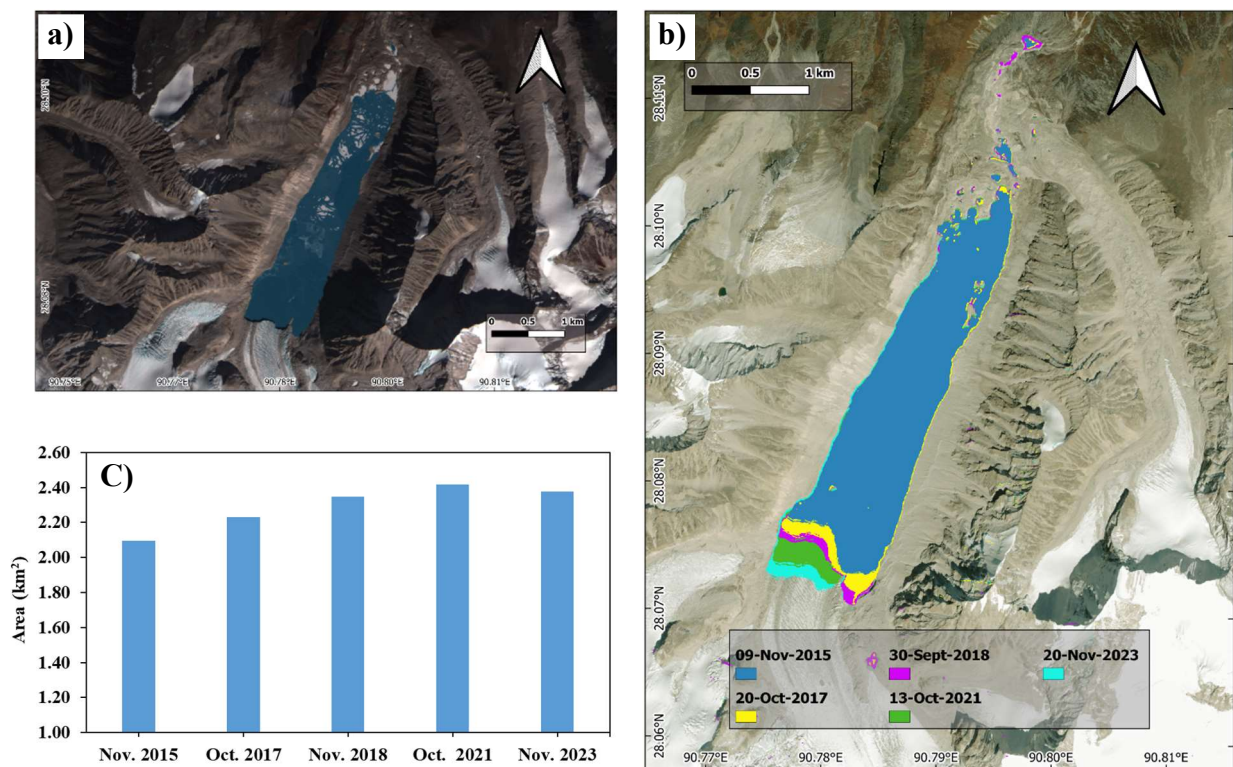 a)
28.10°N
28.08°N
0 0.5 1 km
90.75°E 90.77°E 90.78°E 90.80°E 90.81°E
b)
0 0.5 1 km
28.11°N
28.10°N
28.09°N
28.08°N
28.07°N
28.06°N
09-Nov-2015 30-Sept-2018 20-Nov-2023
20-Oct-2017 13-Oct-2021
90.77°E 90.78°E 90.79°E 90.80°E 90.81°E
C)
Area (km²)
2.60
2.40
2.20
2.00
1.80
1.60
1.40
1.20
1.00
Nov. 2015 Oct. 2017 Nov. 2018 Oct. 2021 Nov. 2023